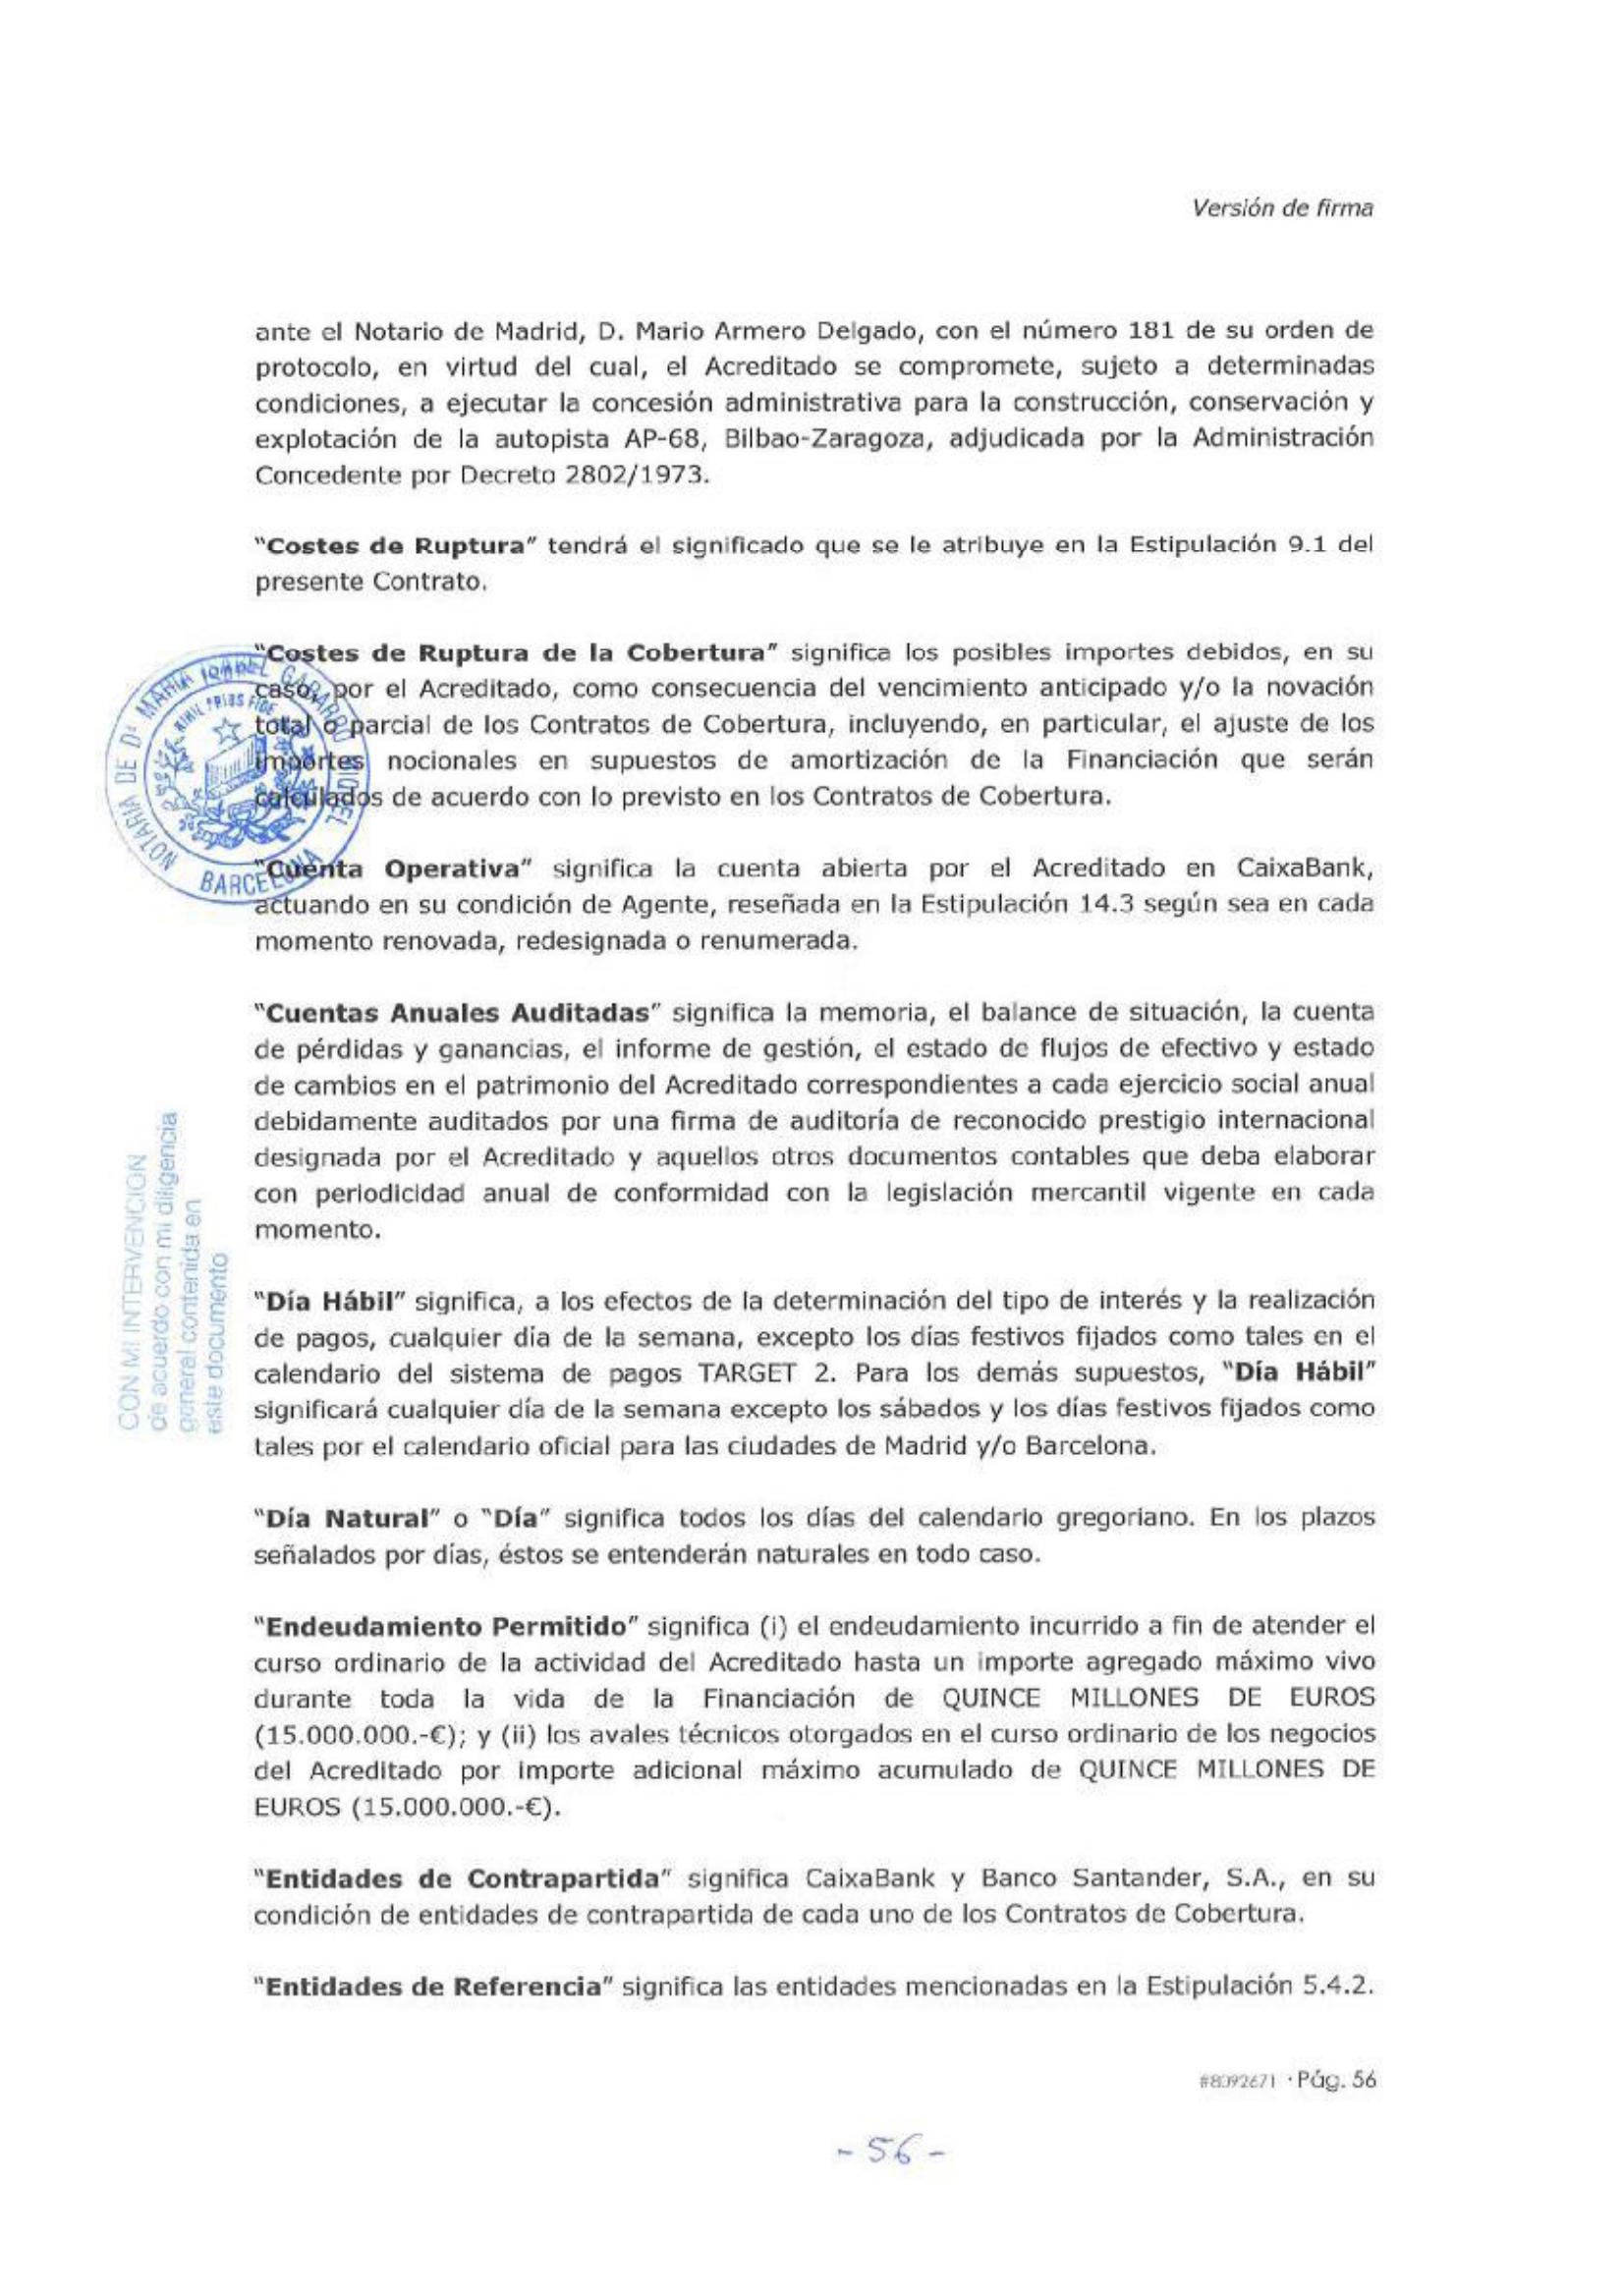 Versión de firma
ante el Notario de Madrid, D. Mario Armero Delgado, con el número 181 de su orden de
protocolo, en virtud del cual, el Acreditado se compromete, sujeto a determinadas
condiciones, a ejecutar la concesión administrativa para la construcción, conservación y
explotación de la autopista AP-68, Bilbao-Zaragoza, adjudicada por la Administración
Concedente por Decreto 2802/1973.
"Costes de Ruptura" tendrá el significado que se le atribuye en la Estipulación 9.1 del
presente Contrato.
"Costes de Ruptura de la Cobertura" significa los posibles importes debidos, en su
caso, por el Acreditado, como consecuencia del vencimiento anticipado y/o la novación
total o parcial de los Contratos de Cobertura, incluyendo, en particular, el ajuste de los
importes nocionales en supuestos de amortización de la Financiación que serán
calculados de acuerdo con lo previsto en los Contratos de Cobertura.
"Cuenta Operativa" significa la cuenta abierta por el Acreditado en CaixaBank,
actuando en su condición de Agente, reseñada en la Estipulación 14.3 según sea en cada
momento renovada, redesignada o renumerada.
"Cuentas Anuales Auditadas" significa la memoria, el balance de situación, la cuenta
de pérdidas y ganancias, el informe de gestión, el estado de flujos de efectivo y estado
de cambios en el patrimonio del Acreditado correspondientes a cada ejercicio social anual
debidamente auditados por una firma de auditoría de reconocido prestigio internacional
designada por el Acreditado y aquellos otros documentos contables que deba elaborar
con periodicidad anual de conformidad con la legislación mercantil vigente en cada
momento.
"Día Hábil" significa, a los efectos de la determinación del tipo de interés y la realización
de pagos, cualquier día de la semana, excepto los días festivos fijados como tales en el
calendario del sistema de pagos TARGET 2. Para los demás supuestos, "Día Hábil"
significará cualquier día de la semana excepto los sábados y los días festivos fijados como
tales por el calendario oficial para las ciudades de Madrid y/o Barcelona.
"Día Natural" o "Día" significa todos los días del calendario gregoriano. En los plazos
señalados por días, éstos se entenderán naturales en todo caso.
"Endeudamiento Permitido" significa (i) el endeudamiento incurrido a fin de atender el
curso ordinario de la actividad del Acreditado hasta un importe agregado máximo vivo
durante toda la vida de la Financiación de QUINCE MILLONES DE EUROS
(15.000.000.-€); y (ii) los avales técnicos otorgados en el curso ordinario de los negocios
del Acreditado por importe adicional máximo acumulado de QUINCE MILLONES DE
EUROS (15.000.000.-€).
"Entidades de Contrapartida" significa CaixaBank y Banco Santander, S.A., en su
condición de entidades de contrapartida de cada uno de los Contratos de Cobertura.
"Entidades de Referencia" significa las entidades mencionadas en la Estipulación 5.4.2.
#8092671 · Pág. 56
- 56 -
NOTARIA DE Dª MARIA ISABEL GABARRO MIQUEL
BARCELONA
NIHIL PRIUS FIDE
CON MI INTERVENCION
de acuerdo con mi diligencia
general contenida en
este documento